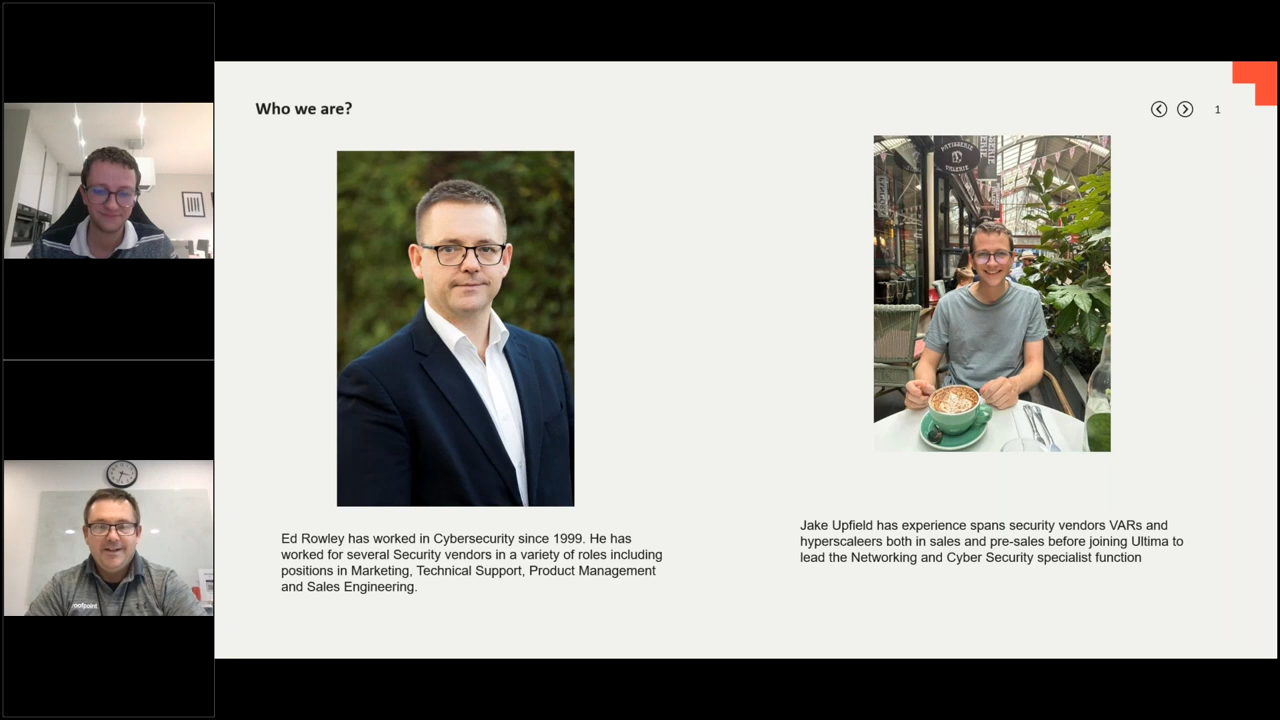 Who we are?
1
PATISSERIE
VALERIE
Ed Rowley has worked in Cybersecurity since 1999. He has
worked for several Security vendors in a variety of roles including
positions in Marketing, Technical Support, Product Management
and Sales Engineering.
Jake Upfield has experience spans security vendors VARs and
hyperscaleers both in sales and pre-sales before joining Ultima to
lead the Networking and Cyber Security specialist function
oofpoint